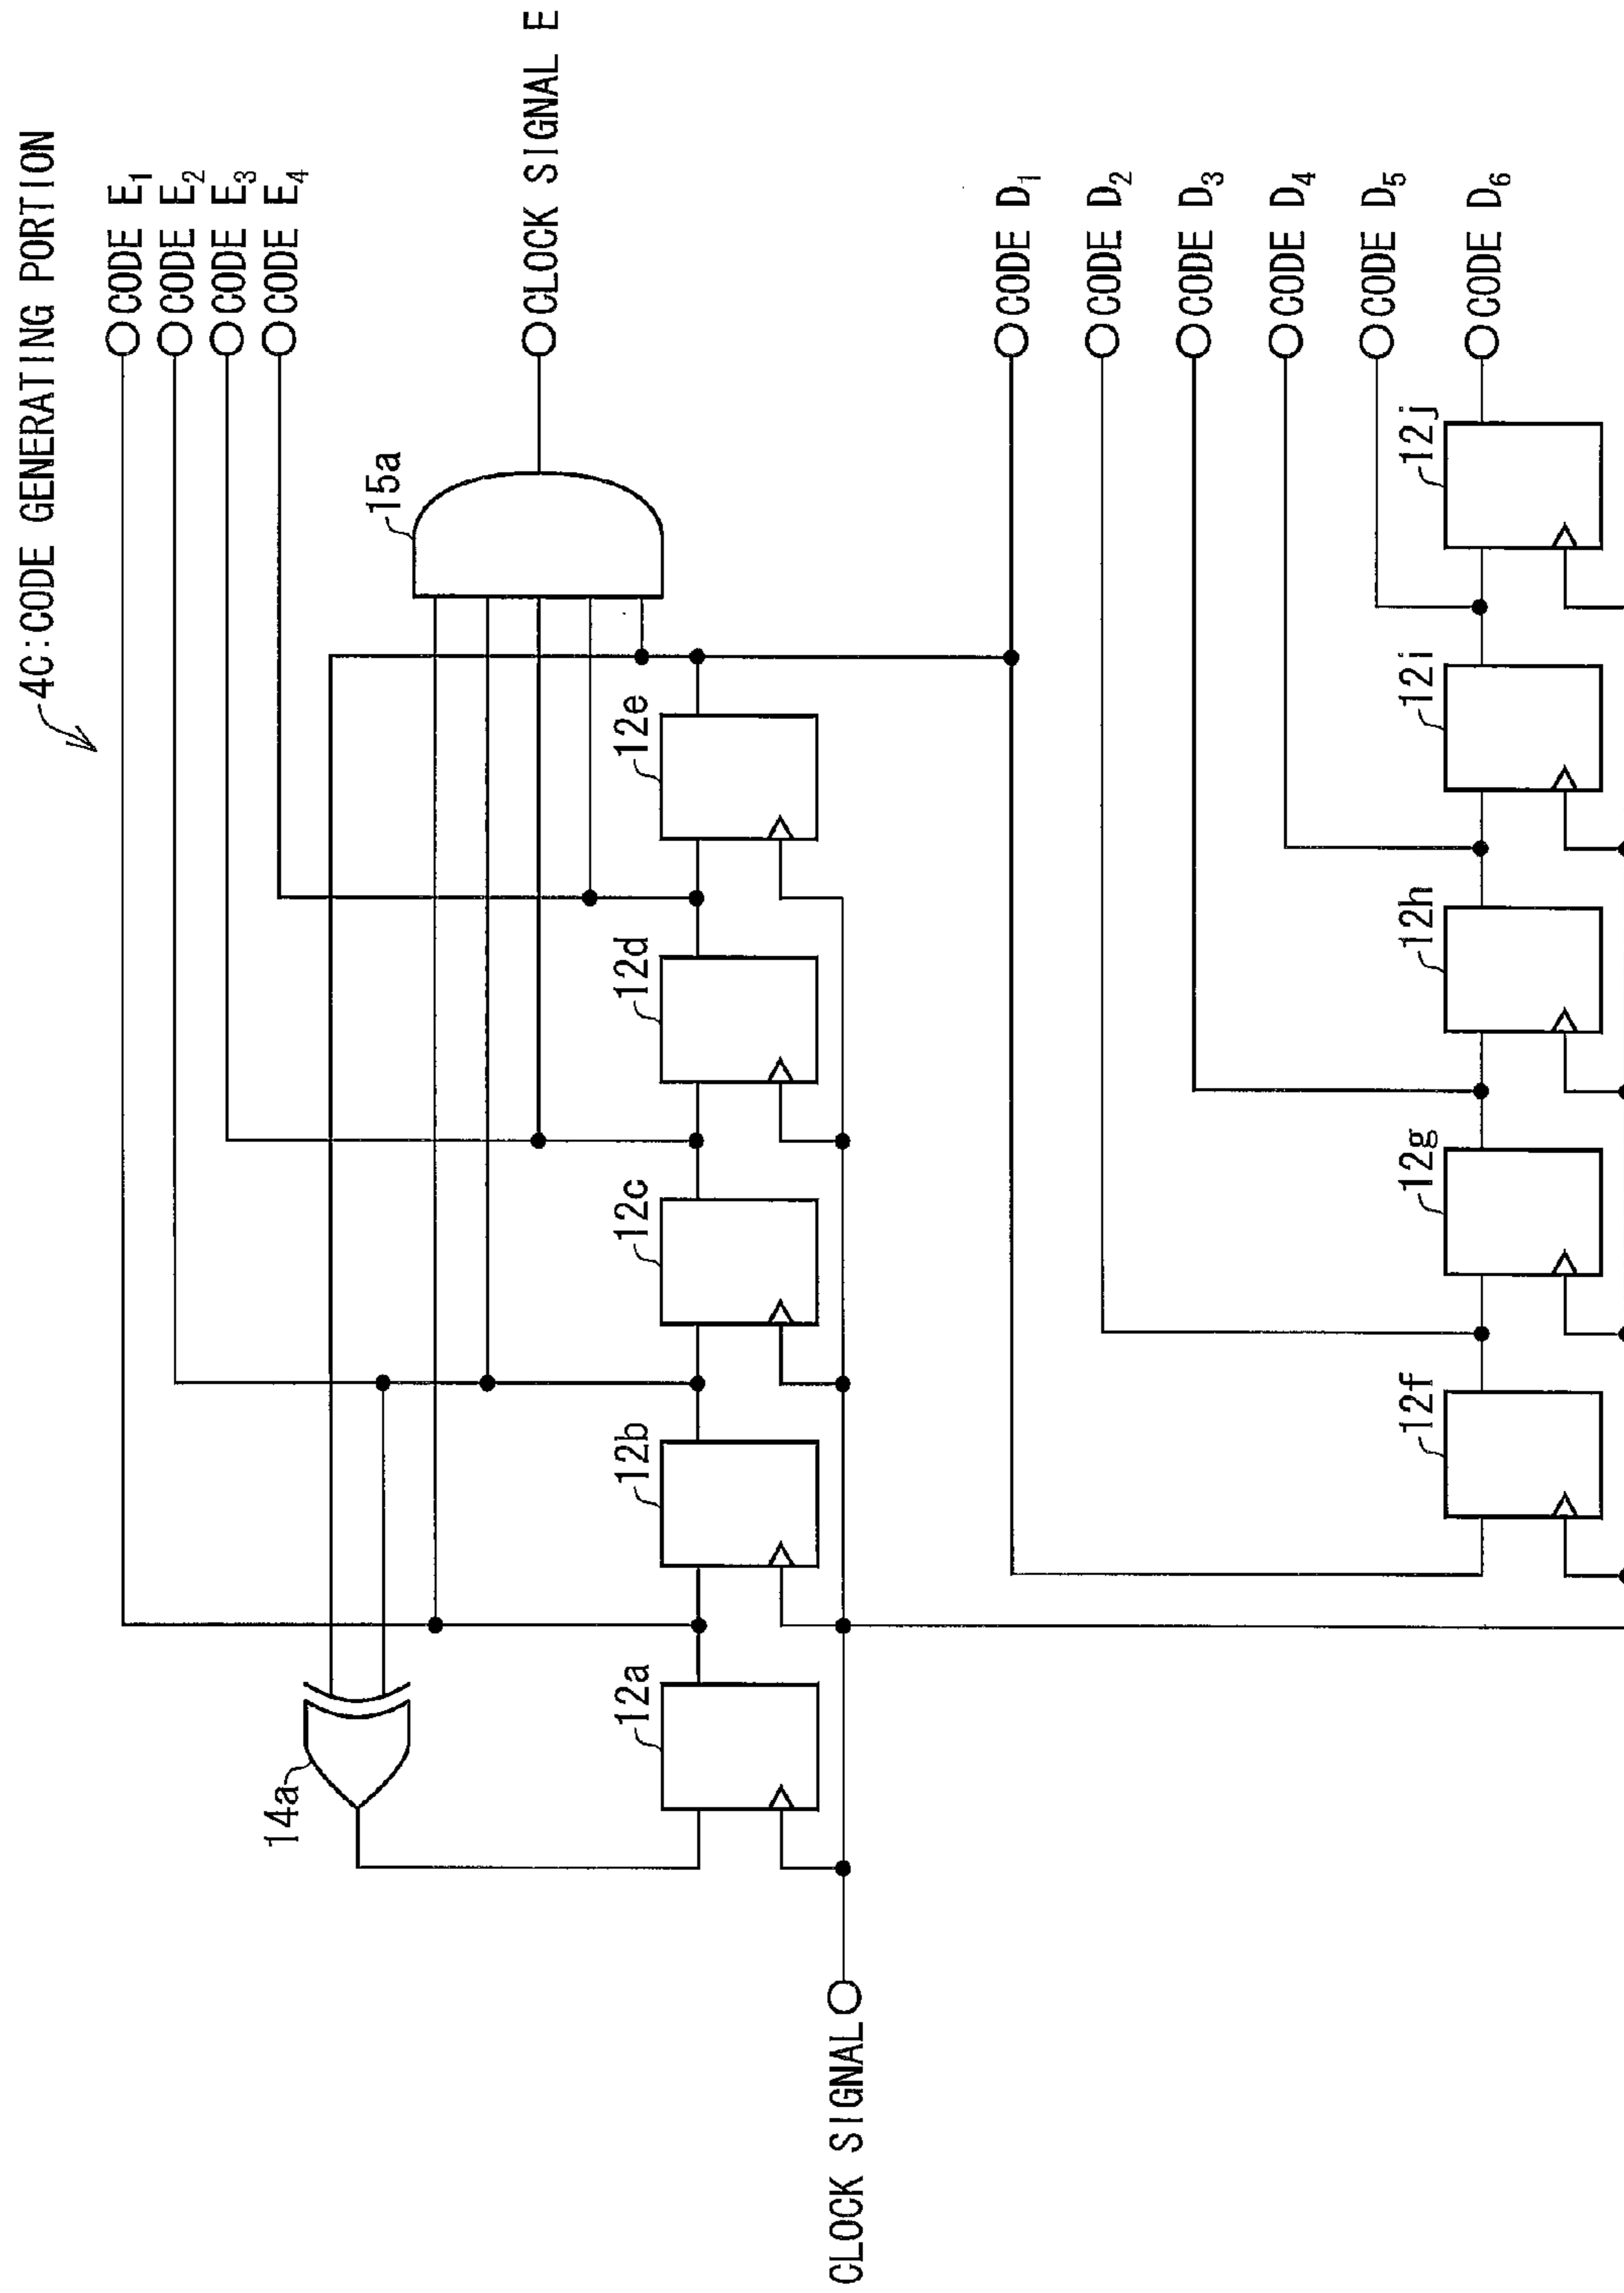 4C:CODE GENERATING PORTION
CODE E₁
CODE E₂
CODE E₃
CODE E₄
CLOCK SIGNAL E
15a
14a
12a
12b
12c
12d
12e
CLOCK SIGNAL
CODE D₁
CODE D₂
CODE D₃
CODE D₄
CODE D₅
CODE D₆
12f
12g
12h
12i
12j